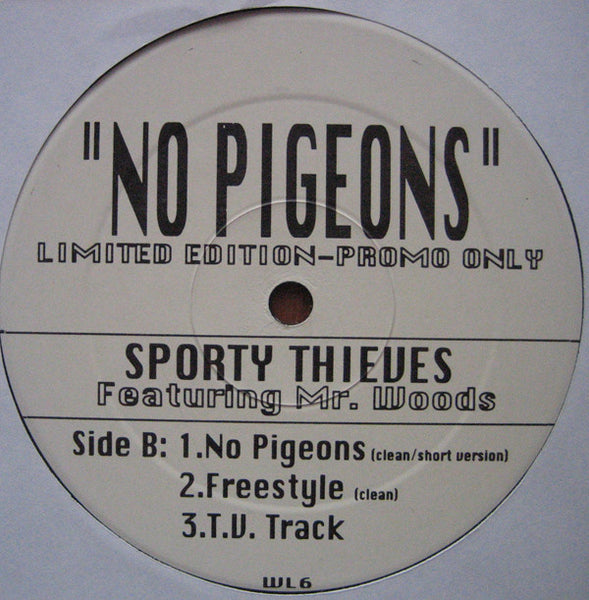 "NO PIGEONS"
LIMITED EDITION-PROMO ONLY
SPORTY THIEVES
Featuring Mr. Woods
Side B: 1.No Pigeons (clean/short version)
2.Freestyle (clean)
3.T.V. Track
WL6